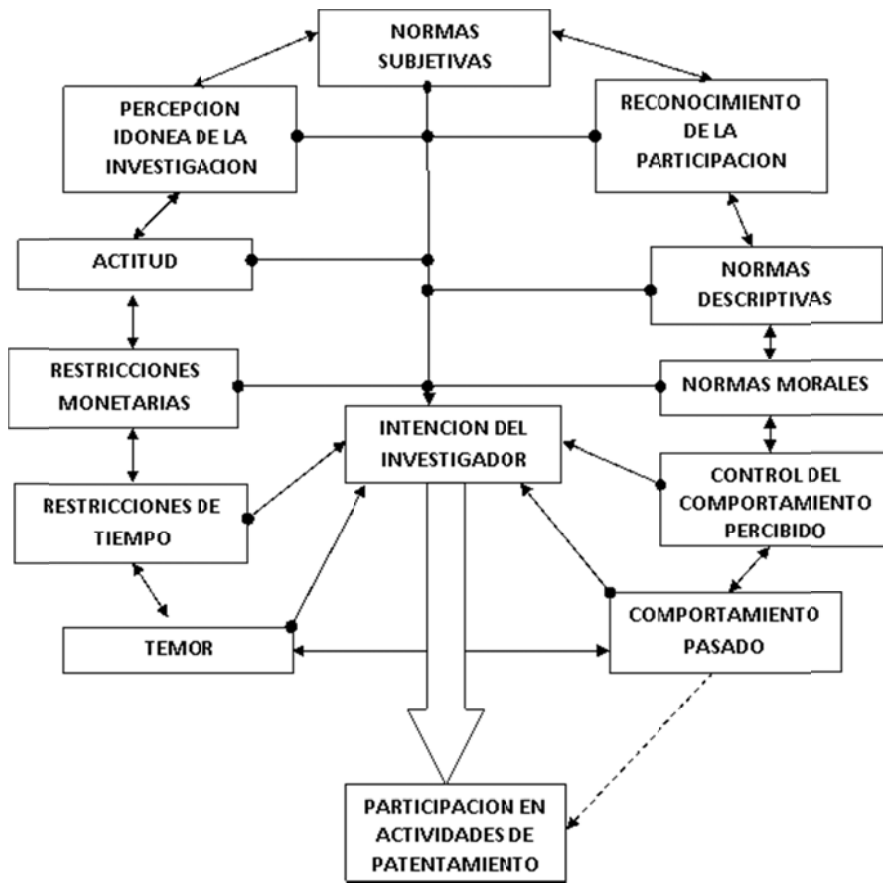 NORMAS
SUBJETIVAS
PERCEPCION
IDONEA DE LA
INVESTIGACION
RECONOCIMIENTO
DE LA
PARTICIPACION
ACTITUD
NORMAS
DESCRIPTIVAS
RESTRICCIONES
MONETARIAS
NORMAS MORALES
INTENCION DEL
INVESTIGADOR
RESTRICCIONES DE
TIEMPO
CONTROL DEL
COMPORTAMIENTO
PERCIBIDO
TEMOR
COMPORTAMIENTO
PASADO
PARTICIPACION EN
ACTIVIDADES DE
PATENTAMIENTO